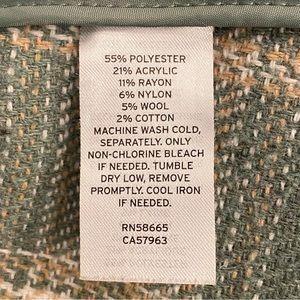 55% POLYESTER
21% ACRYLIC
11% RAYON
6% NYLON
5% WOOL
2% COTTON
MACHINE WASH COLD,
SEPARATELY. ONLY
NON-CHLORINE BLEACH
IF NEEDED. TUMBLE
DRY LOW, REMOVE
PROMPTLY. COOL IRON
IF NEEDED.
RN58665
CA57963